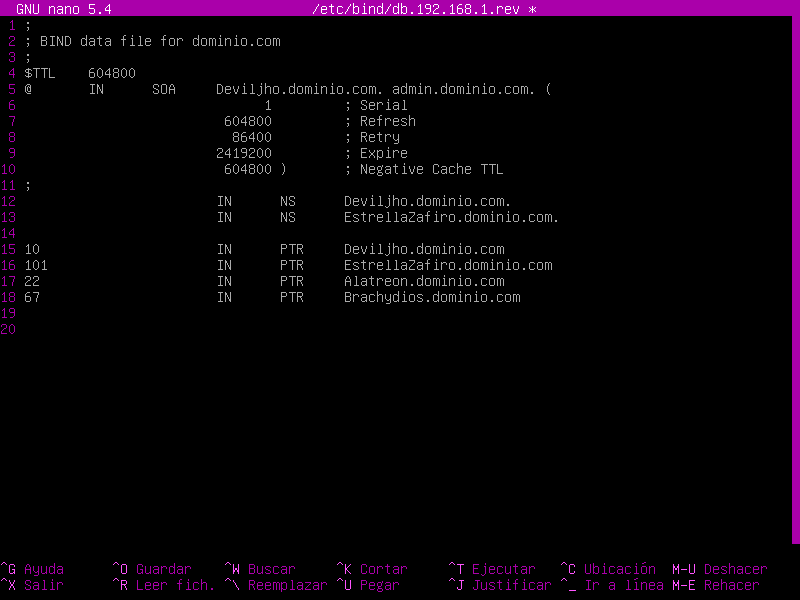 GNU nano 5.4 /etc/bind/db.192.168.1.rev *
1 ;
2 ; BIND data file for dominio.com
3 ;
4 $TTL 604800
5 @ IN SOA Deviljho.dominio.com. admin.dominio.com. (
6 1 ; Serial
7 604800 ; Refresh
8 86400 ; Retry
9 2419200 ; Expire
10 604800 ) ; Negative Cache TTL
11 ;
12 IN NS Deviljho.dominio.com.
13 IN NS EstrellaZafiro.dominio.com.
14
15 10 IN PTR Deviljho.dominio.com
16 101 IN PTR EstrellaZafiro.dominio.com
17 22 IN PTR Alatreon.dominio.com
18 67 IN PTR Brachydios.dominio.com
19
20
^G Ayuda ^O Guardar ^W Buscar ^K Cortar ^T Ejecutar ^C Ubicación M-U Deshacer
^X Salir ^R Leer fich. ^\ Reemplazar ^U Pegar ^J Justificar ^_ Ir a línea M-E Rehacer